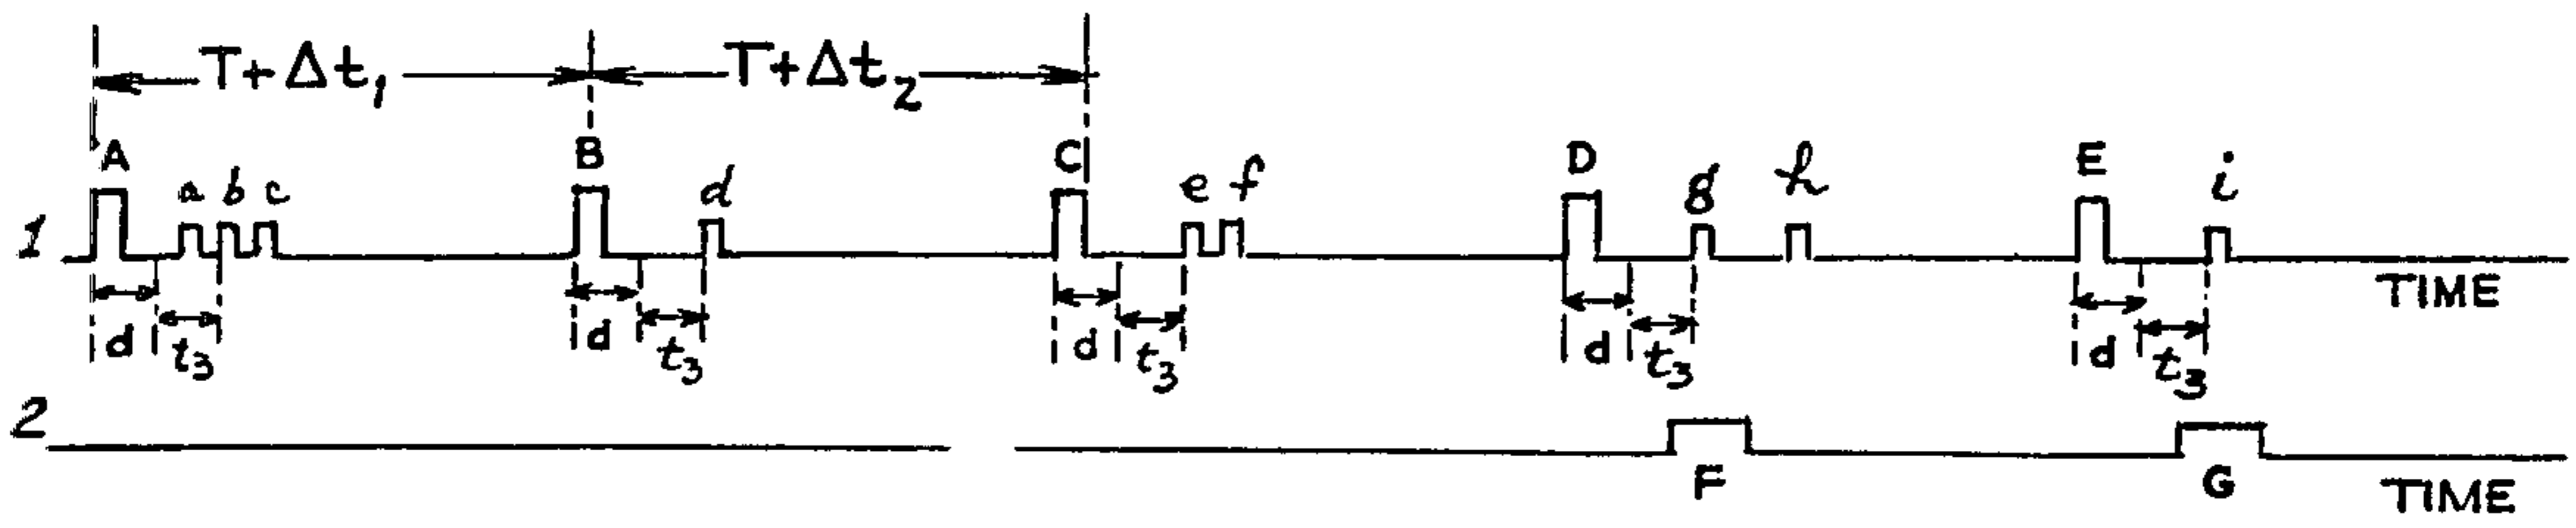 T+Δt₁ T+Δt₂
A B C D E
a b c d e f g h i
1
TIME
d t₃ d t₃ d t₃ d t₃ d t₃
2
F G
TIME